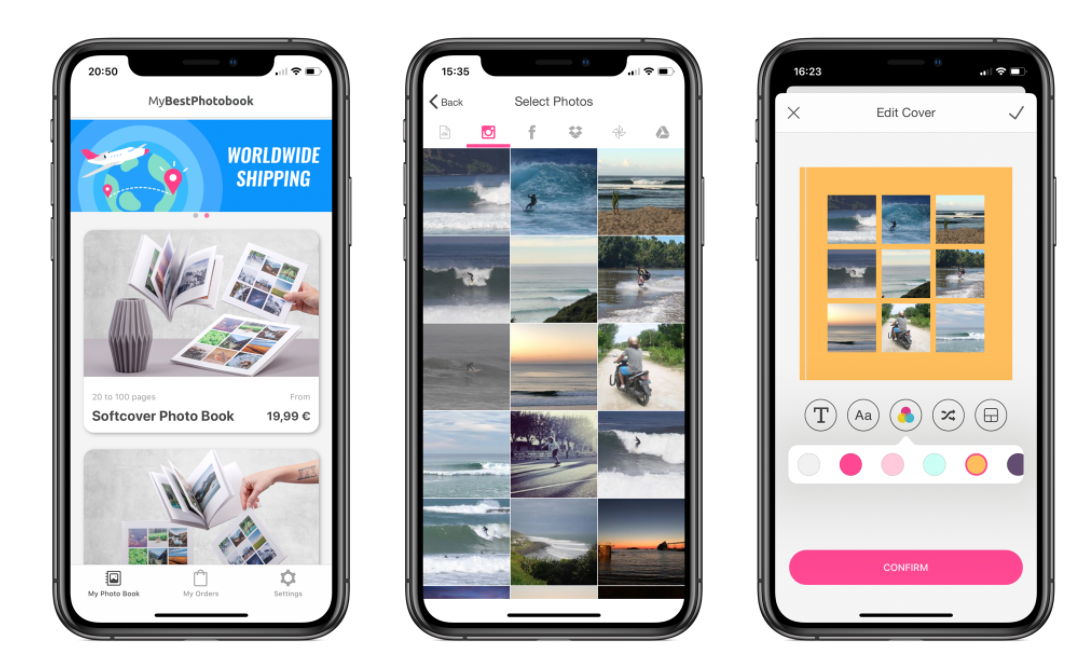 20:50
MyBESTPhotobook
WORLDWIDE
SHIPPING
20 to 100 pages
From
Softcover Photo Book
19,99 €
My Photo Book
My Orders
Settings
15:35
Back
Select Photos
16:23
Edit Cover
T
Aa
CONFIRM